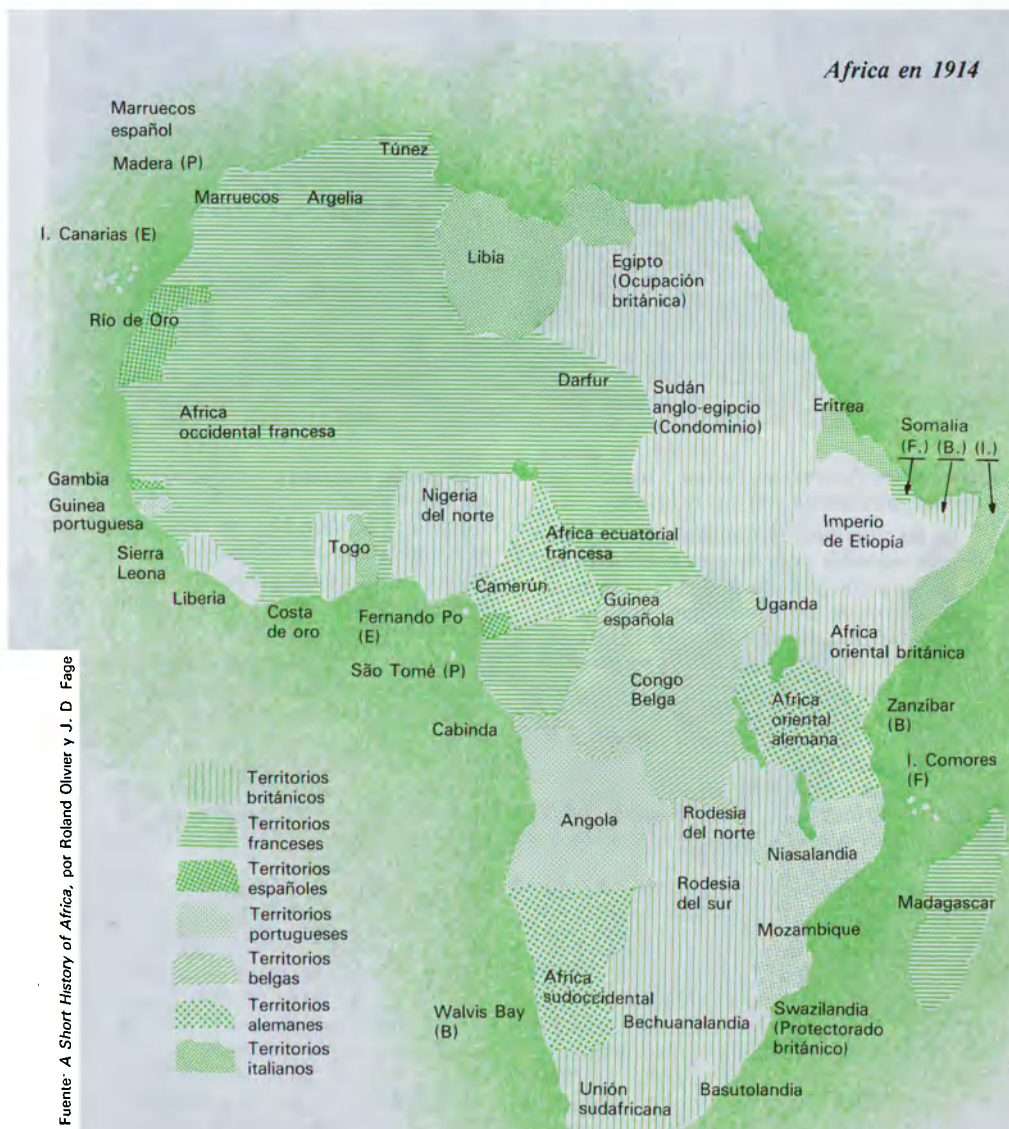 Africa en 1914
Marruecos
español
Madera (P)
Túnez
Marruecos
Argelia
I. Canarias (E)
Libia
Egipto
(Ocupación
británica)
Río de Oro
Darfur
Sudán
anglo-egipcio
(Condominio)
Eritrea
Africa
occidental francesa
Somalia
(F.) (B.) (I.)
Gambia
Guinea
portuguesa
Nigeria
del norte
Imperio
de Etiopía
Africa ecuatorial
francesa
Sierra
Leona
Togo
Camerún
Liberia
Costa
de oro
Fernando Po
(E)
Guinea
española
Uganda
Africa
oriental británica
São Tomé (P)
Congo
Belga
Africa
oriental
alemana
Zanzíbar
(B)
Cabinda
I. Comores
(F)
Angola
Rodesia
del norte
Niasalandia
Rodesia
del sur
Madagascar
Mozambique
Africa
sudoccidental
Walvis Bay
(B)
Bechuanalandia
Swazilandia
(Protectorado
británico)
Unión
sudafricana
Basutolandia
Territorios
británicos
Territorios
franceses
Territorios
españoles
Territorios
portugueses
Territorios
belgas
Territorios
alemanes
Territorios
italianos
Fuente· A Short History of Africa, por Roland Olivier y J. D Fage